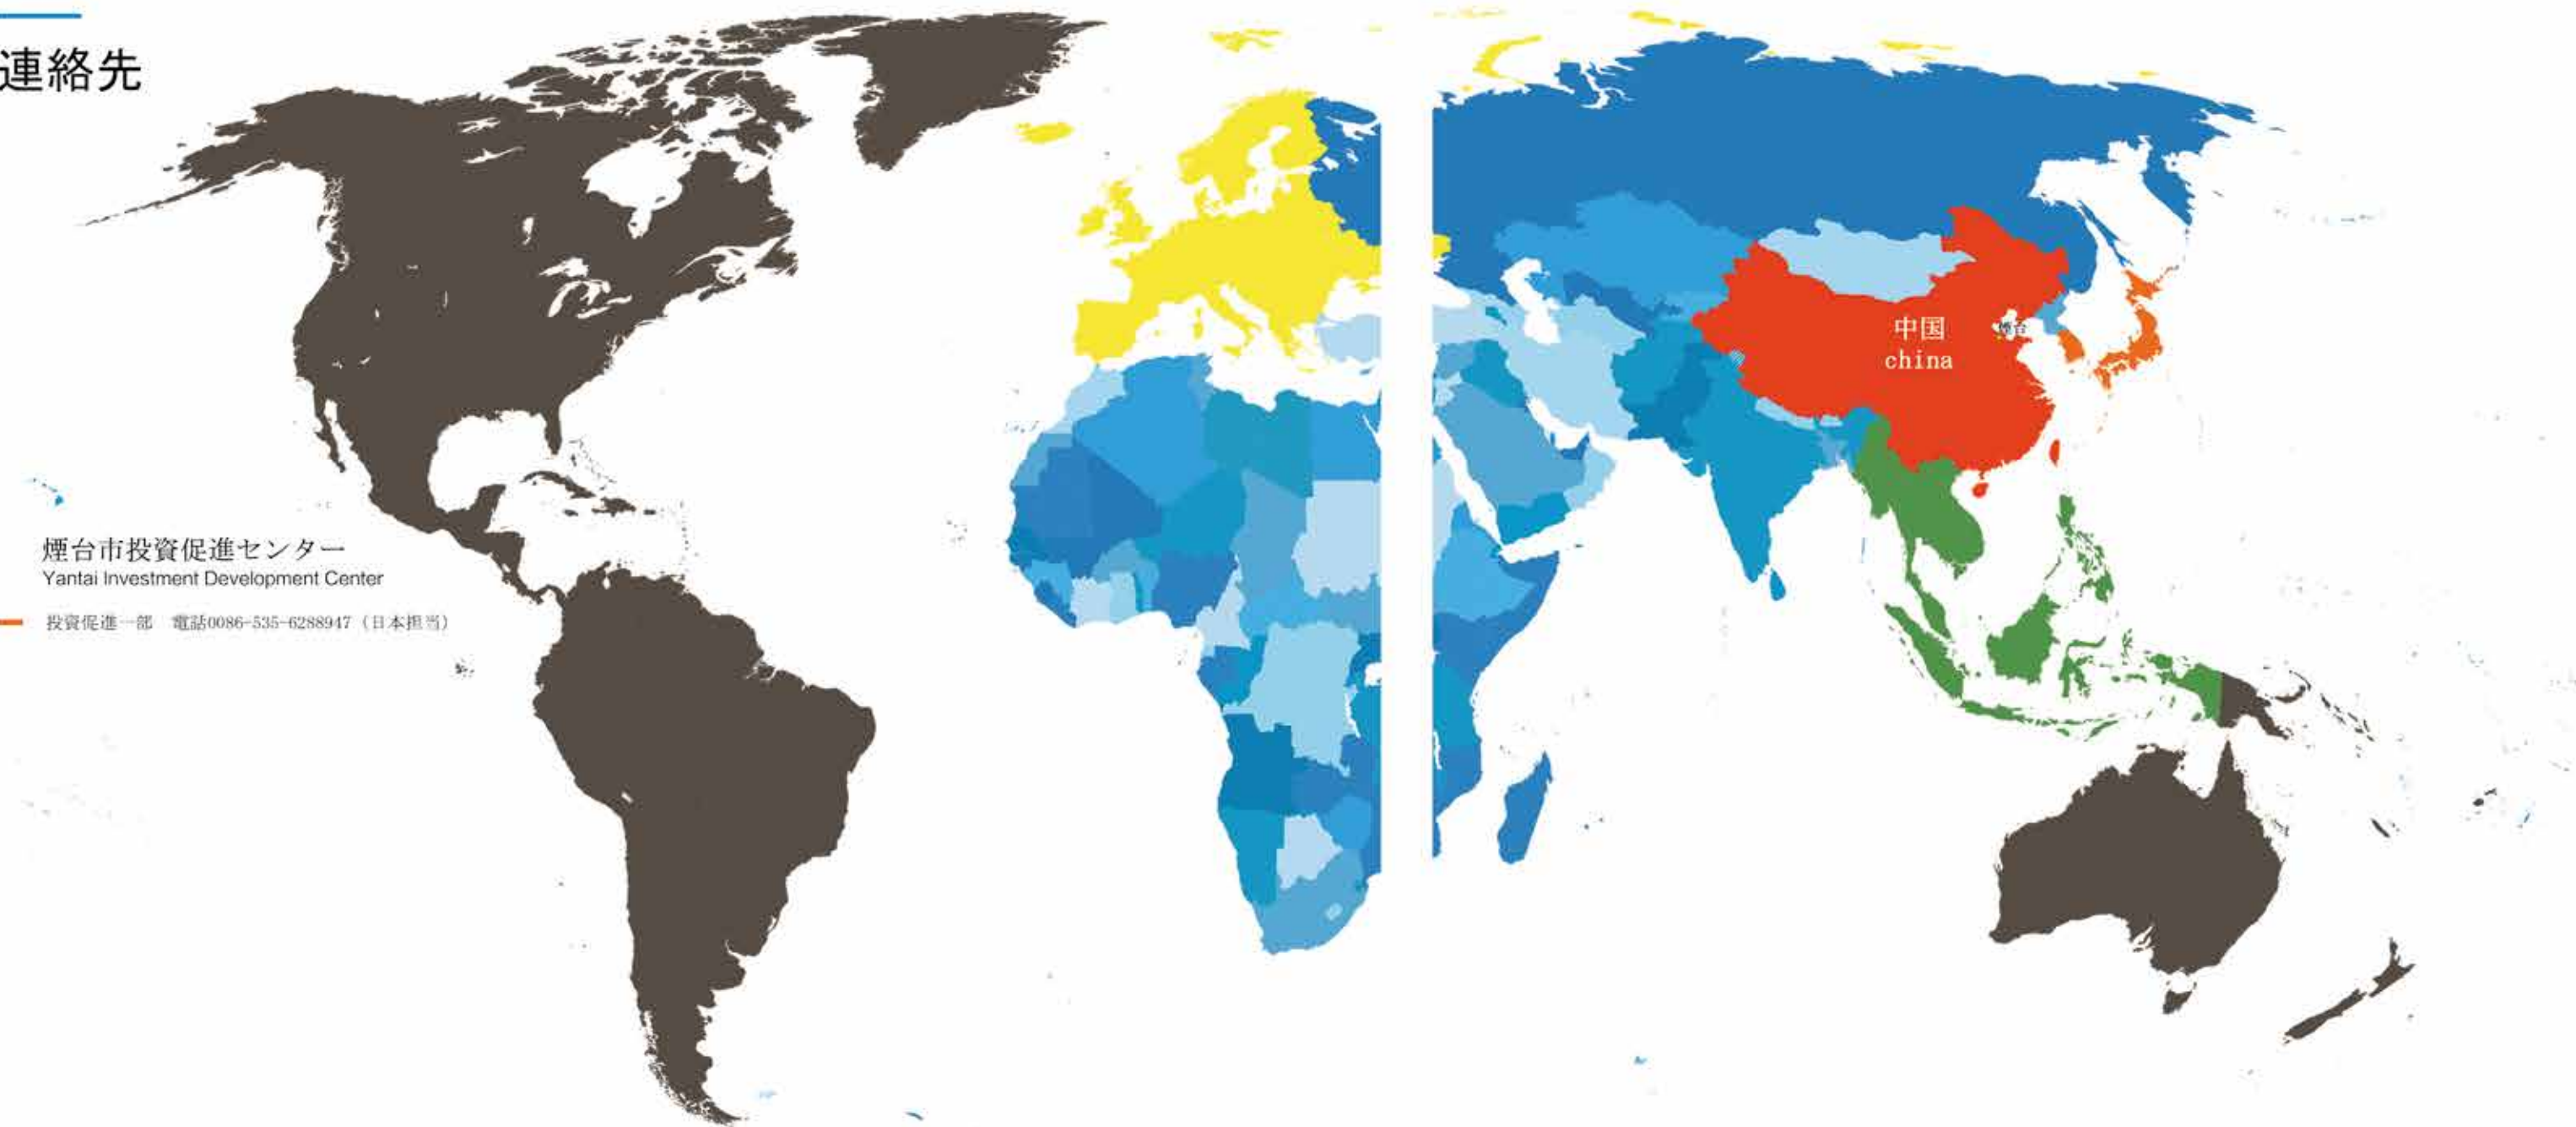 連絡先
中国
煙台
china
煙台市投資促進センター
Yantai Investment Development Center
投資促進一部 電話0086-535-6288947（日本担当）